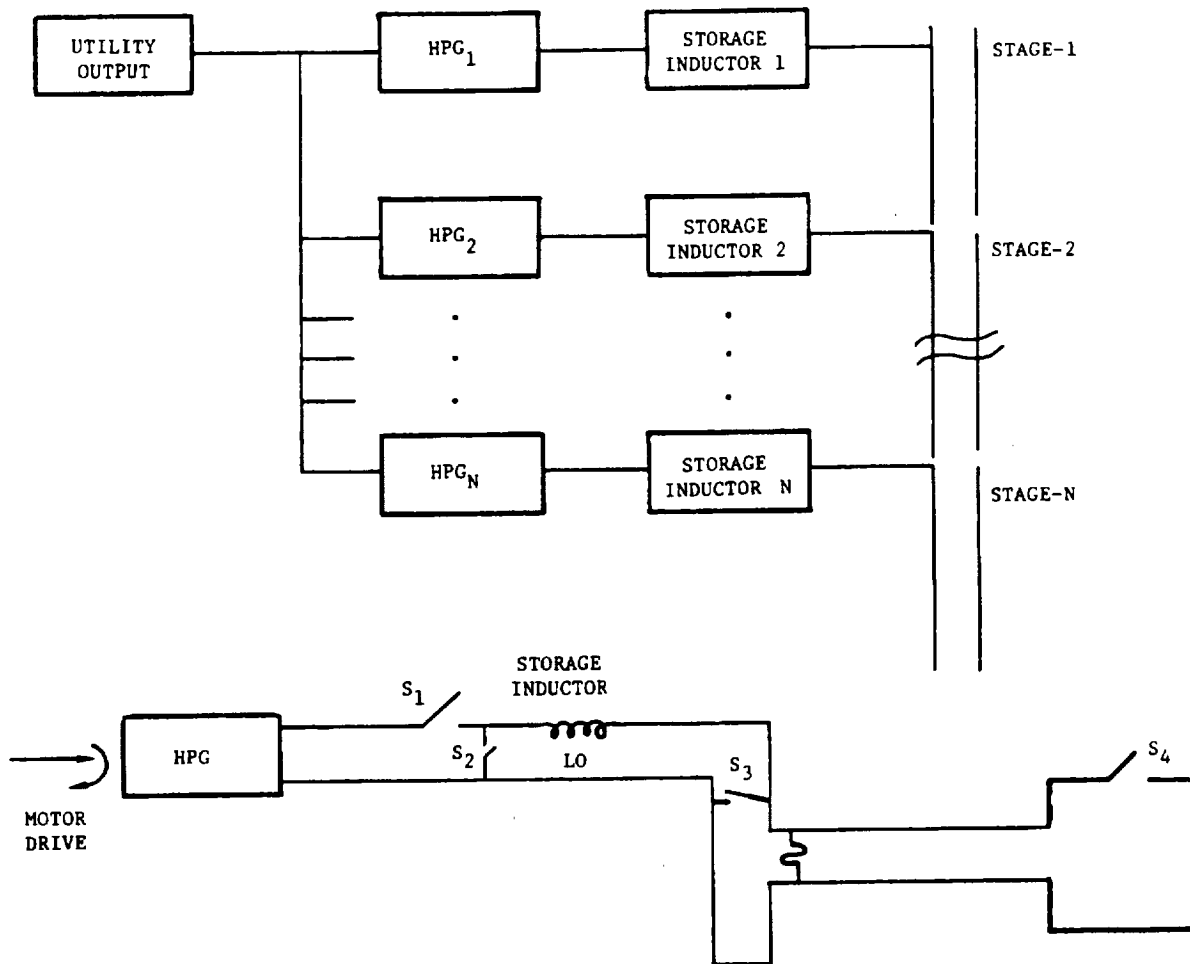 UTILITY
OUTPUT
HPG1
STORAGE
INDUCTOR 1
STAGE-1
HPG2
STORAGE
INDUCTOR 2
STAGE-2
HPGN
STORAGE
INDUCTOR N
STAGE-N
STORAGE
INDUCTOR
S1
HPG
S2
LO
S3
S4
MOTOR
DRIVE